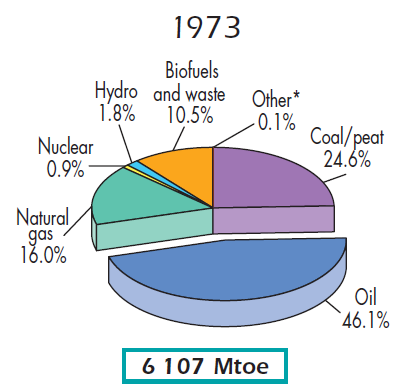 1973
Biofuels
and waste
10.5%
Hydro
1.8%
Other*
0.1%
Coal/peat
24.6%
Nuclear
0.9%
Natural
gas
16.0%
Oil
46.1%
6 107 Mtoe